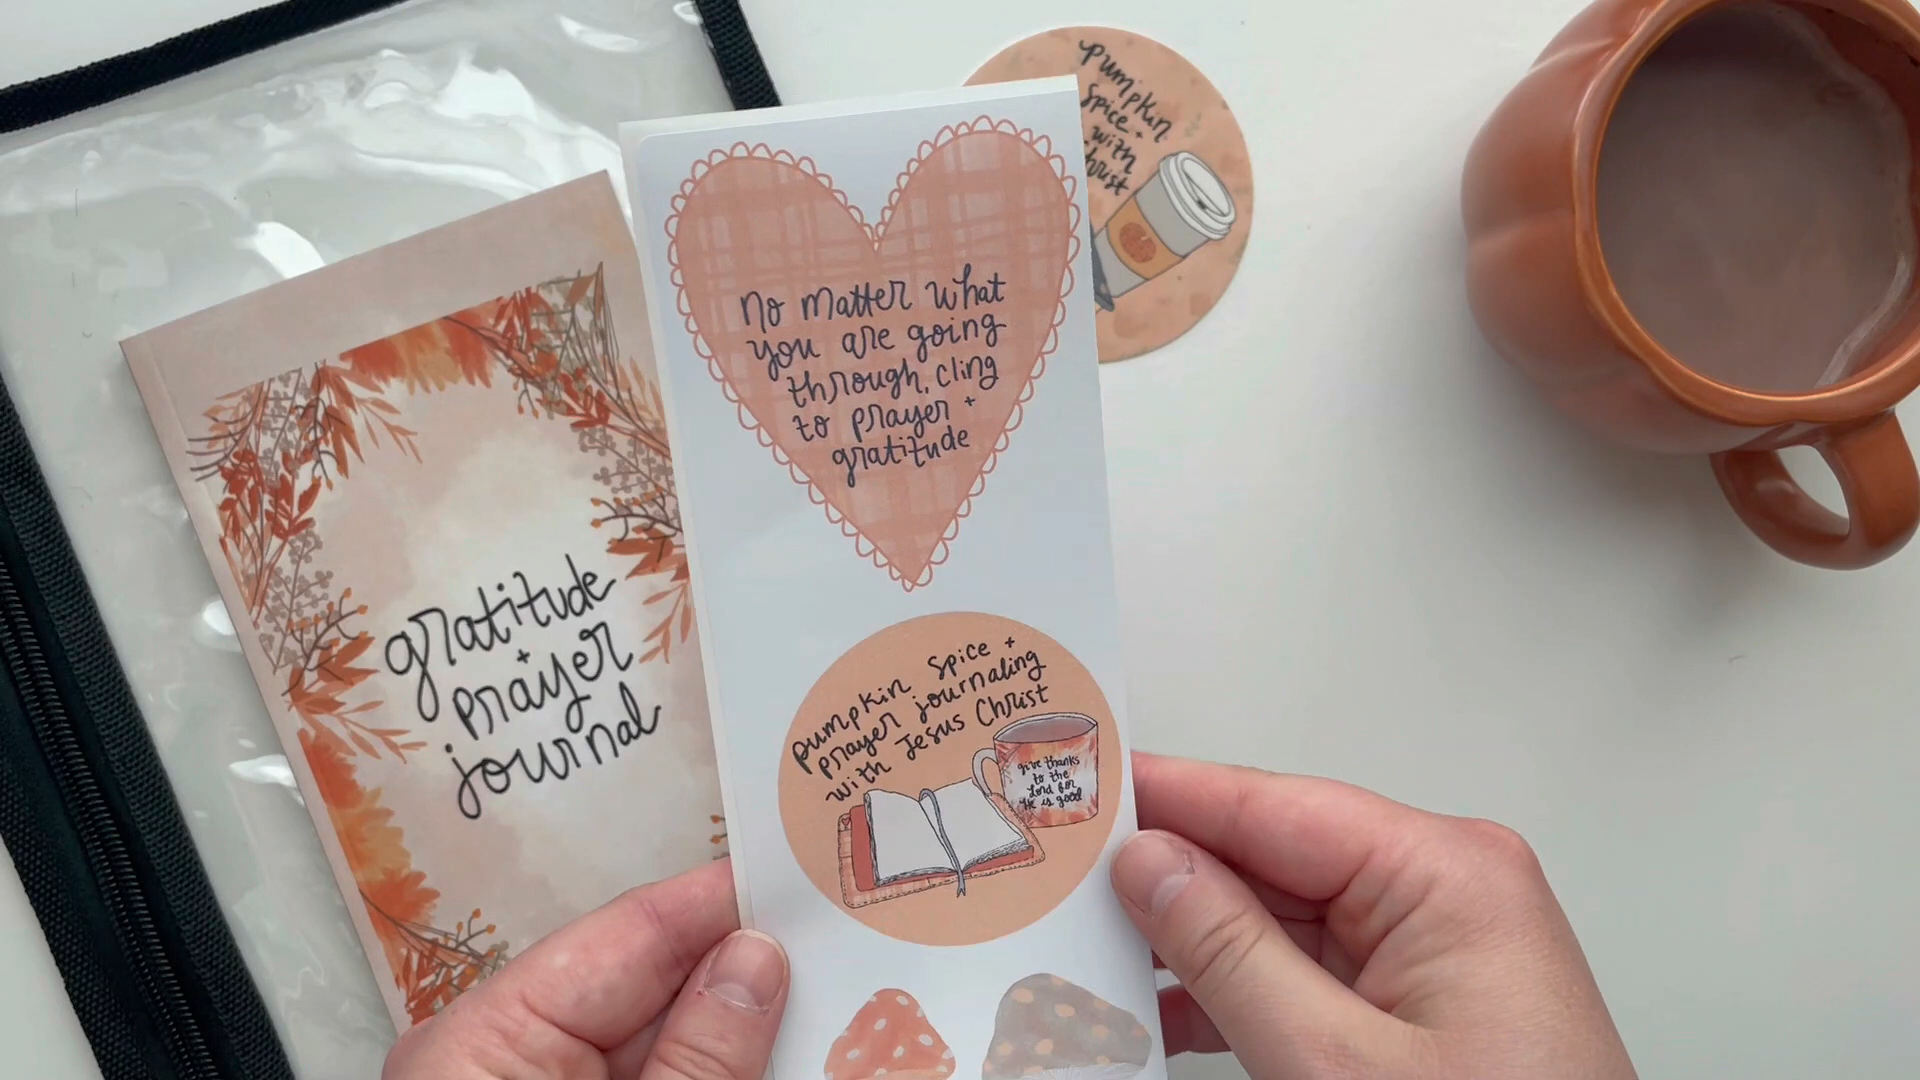 gratitude
+
prayer
journal
No matter what
you are going
through, cling
to prayer +
gratitude
pumpkin spice +
prayer journaling
with Jesus Christ
give thanks
to the
Lord for
He is good
pumpkin
spice +
with